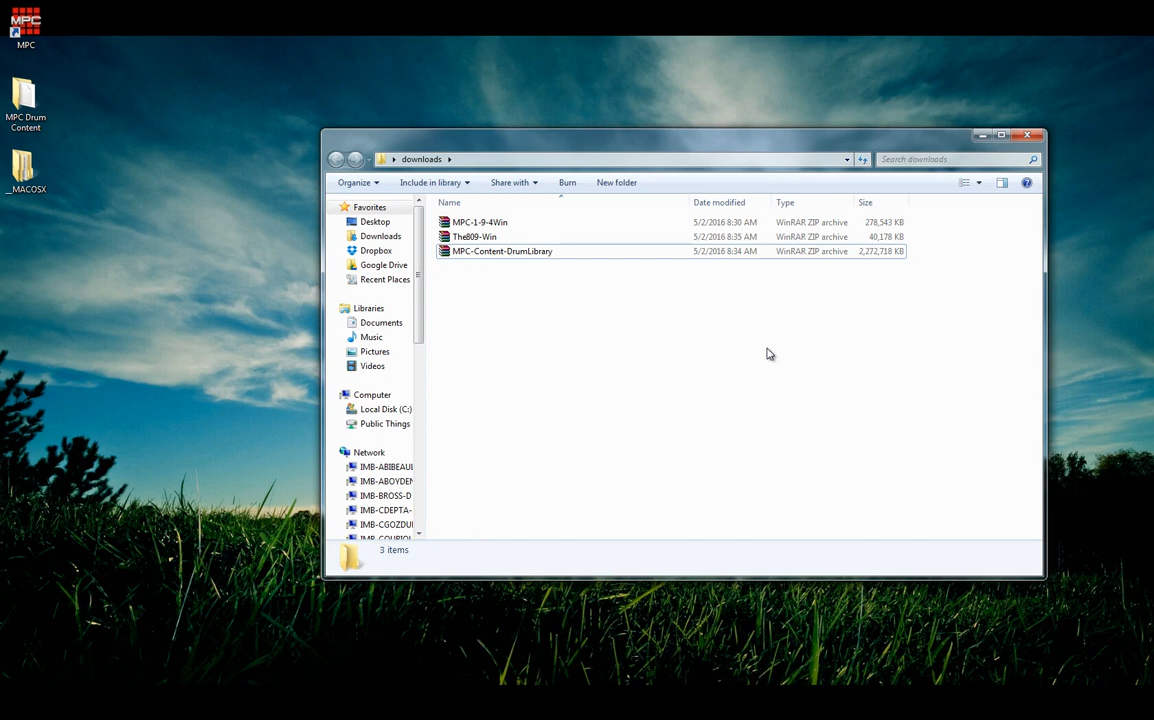 MPC
MPC
MPC Drum
Content
__MACOSX
downloads
Search downloads
Organize
Include in library
Share with
Burn
New folder
Name
Date modified
Type
Size
MPC-1-9-4Win
5/2/2016 8:30 AM
WinRAR ZIP archive
278,543 KB
The809-Win
5/2/2016 8:35 AM
WinRAR ZIP archive
40,178 KB
MPC-Content-DrumLibrary
5/2/2016 8:34 AM
WinRAR ZIP archive
2,272,718 KB
Favorites
Desktop
Downloads
Dropbox
Google Drive
Recent Places
Libraries
Documents
Music
Pictures
Videos
Computer
Local Disk (C:)
Public Things
Network
IMB-ABIBEAUL
IMB-ABOYDEN
IMB-BROSS-D
IMB-CDEPTA-
IMB-CGOZDUI
3 items